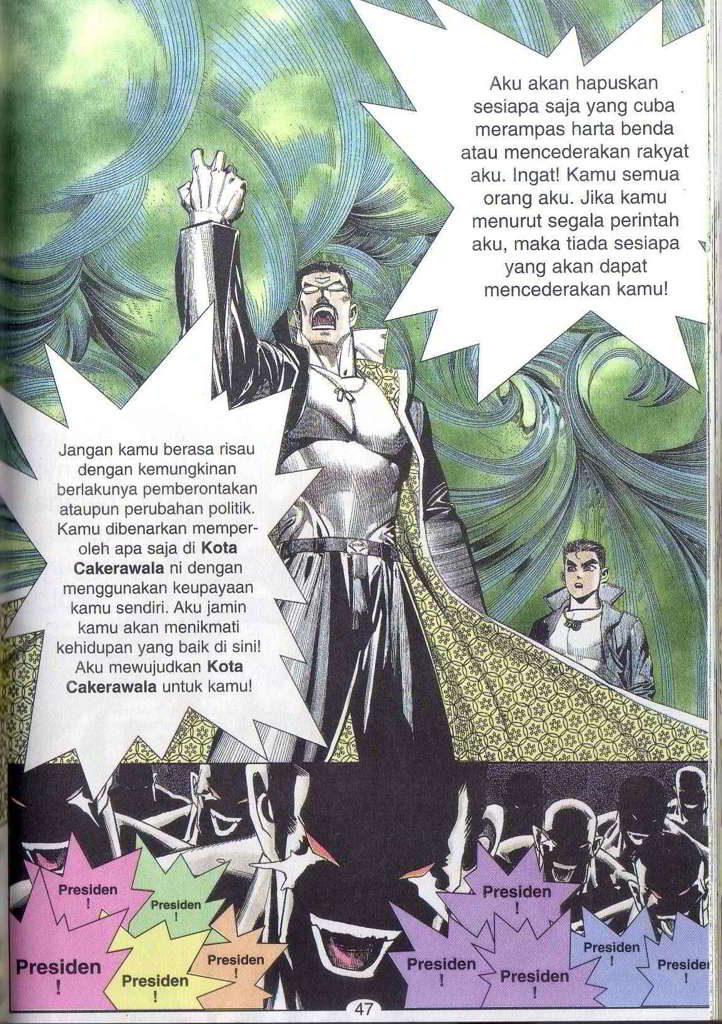 Aku akan hapuskan
sesiapa saja yang cuba
merampas harta benda
atau mencederakan rakyat
aku. Ingat! Kamu semua
orang aku. Jika kamu
menurut segala perintah
aku, maka tiada sesiapa
yang akan dapat
mencederakan kamu!
Jangan kamu berasa risau
dengan kemungkinan
berlakunya pemberontakan
ataupun perubahan politik.
Kamu dibenarkan memper-
oleh apa saja di Kota
Cakerawala ni dengan
menggunakan keupayaan
kamu sendiri. Aku jamin
kamu akan menikmati
kehidupan yang baik di sini!
Aku mewujudkan Kota
Cakerawala untuk kamu!
Presiden
!
Presiden
!
Presiden
!
Presiden
!
Presiden
!
Presiden
!
Presiden
!
Presiden
!
Presiden
!
Presiden
!
47